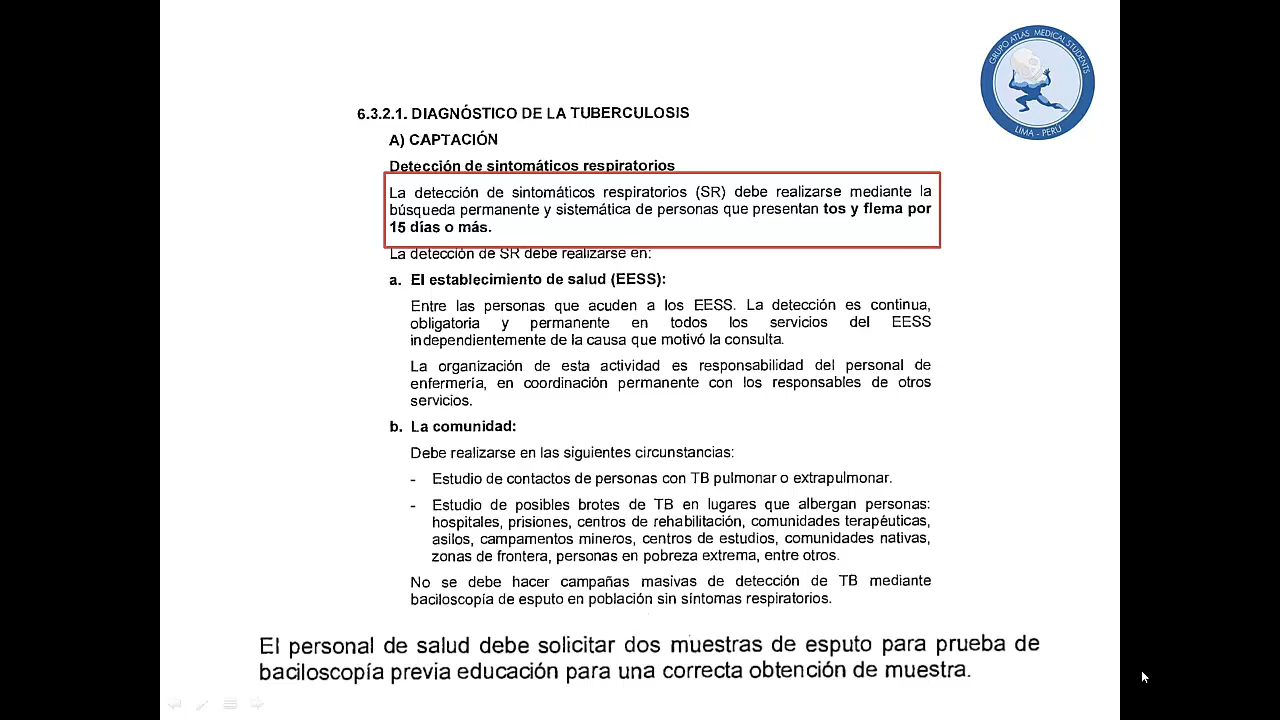 GRUPO ATLAS MEDICAL STUDENTS
LIMA - PERÚ
6.3.2.1. DIAGNÓSTICO DE LA TUBERCULOSIS
A) CAPTACIÓN
Detección de sintomáticos respiratorios
La detección de sintomáticos respiratorios (SR) debe realizarse mediante la
búsqueda permanente y sistemática de personas que presentan tos y flema por
15 días o más.
La detección de SR debe realizarse en:
a. El establecimiento de salud (EESS):
Entre las personas que acuden a los EESS. La detección es continua,
obligatoria y permanente en todos los servicios del EESS
independientemente de la causa que motivó la consulta.
La organización de esta actividad es responsabilidad del personal de
enfermería, en coordinación permanente con los responsables de otros
servicios.
b. La comunidad:
Debe realizarse en las siguientes circunstancias:
- Estudio de contactos de personas con TB pulmonar o extrapulmonar.
- Estudio de posibles brotes de TB en lugares que albergan personas:
hospitales, prisiones, centros de rehabilitación, comunidades terapéuticas,
asilos, campamentos mineros, centros de estudios, comunidades nativas,
zonas de frontera, personas en pobreza extrema, entre otros.
No se debe hacer campañas masivas de detección de TB mediante
baciloscopía de esputo en población sin síntomas respiratorios.
El personal de salud debe solicitar dos muestras de esputo para prueba de
baciloscopía previa educación para una correcta obtención de muestra.